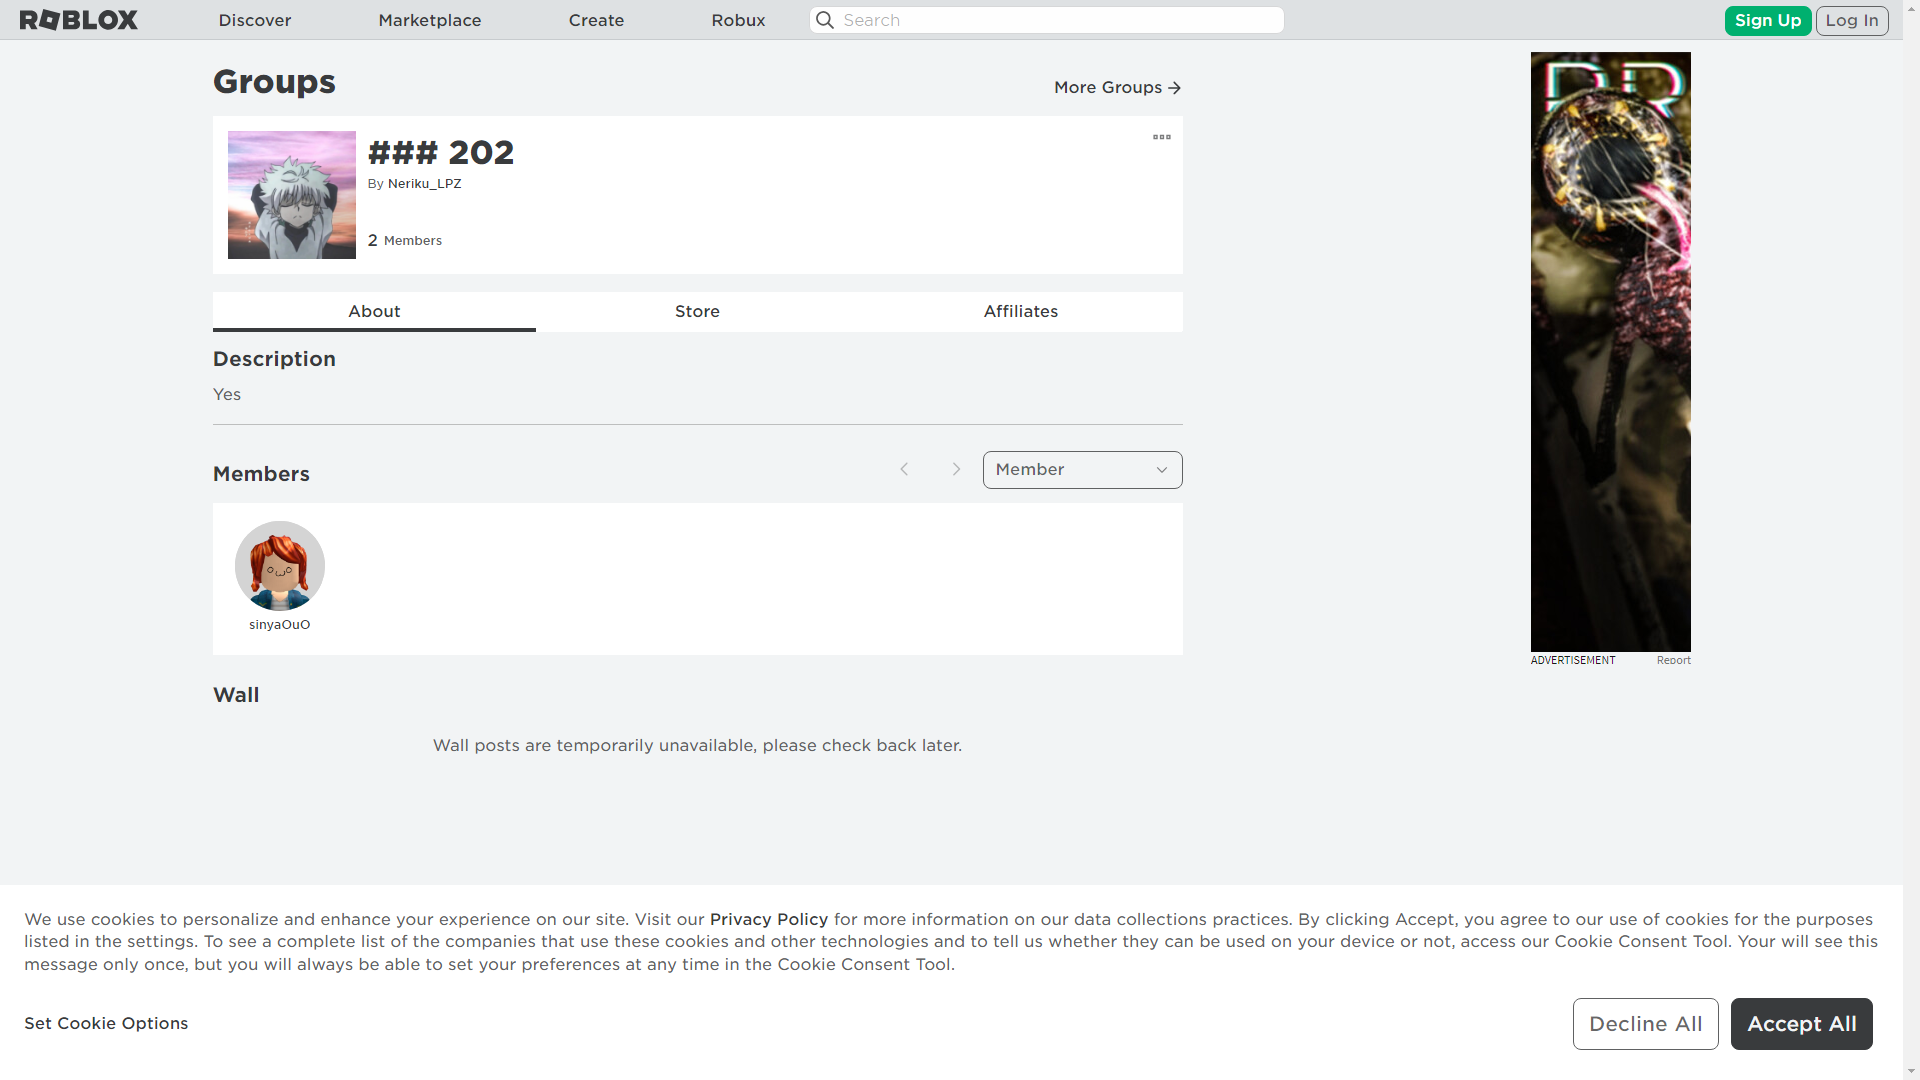 ROBLOX
Discover
Marketplace
Create
Robux
Search
Sign Up
Log In
Groups
More Groups
### 202
By Neriku_LPZ
2 Members
About
Store
Affiliates
Description
Yes
Members
Member
sinyaOuO
ADVERTISEMENT
Report
Wall
Wall posts are temporarily unavailable, please check back later.
We use cookies to personalize and enhance your experience on our site. Visit our Privacy Policy for more information on our data collections practices. By clicking Accept, you agree to our use of cookies for the purposes
listed in the settings. To see a complete list of the companies that use these cookies and other technologies and to tell us whether they can be used on your device or not, access our Cookie Consent Tool. Your will see this
message only once, but you will always be able to set your preferences at any time in the Cookie Consent Tool.
Set Cookie Options
Decline All
Accept All